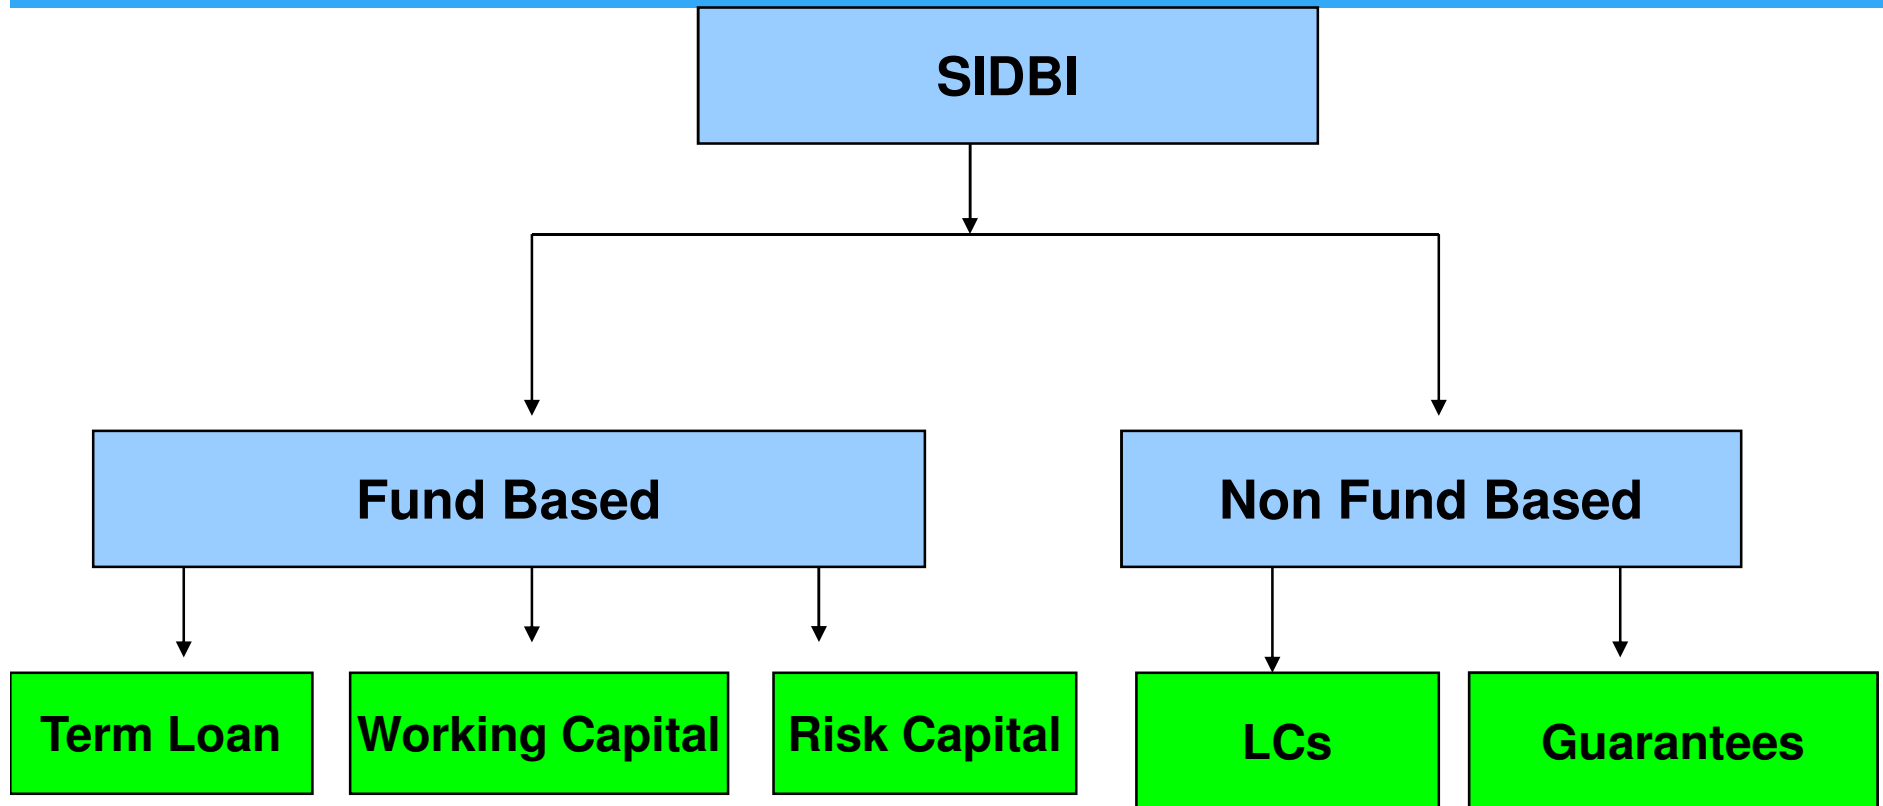 SIDBI
Fund Based
Non Fund Based
Term Loan
Working Capital
Risk Capital
LCs
Guarantees